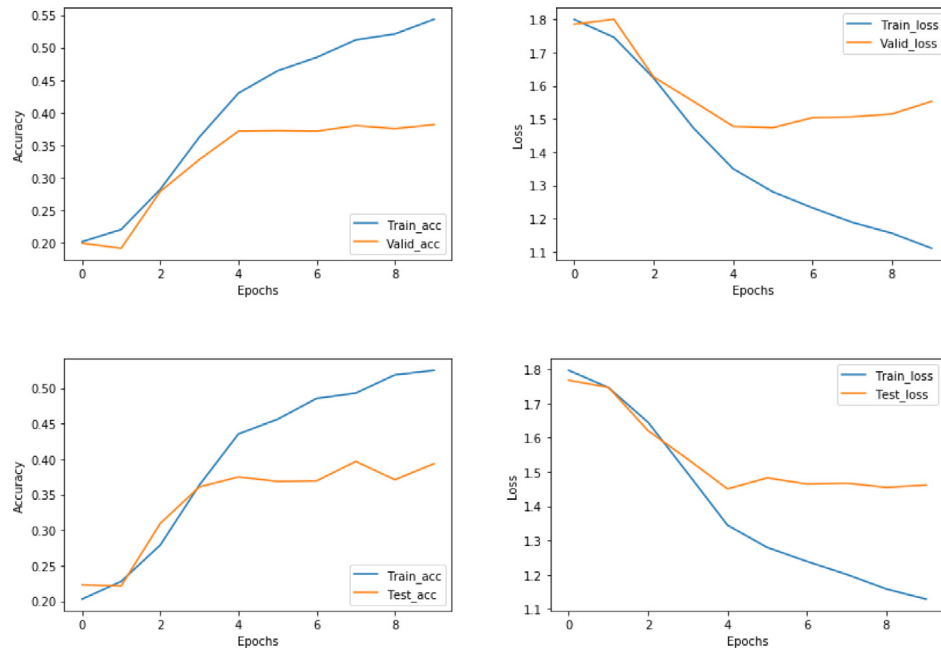 0.55
0.50
0.45
0.40
0.35
0.30
0.25
0.20
Accuracy
Train_acc
Valid_acc
0 2 4 6 8
Epochs
1.8
1.7
1.6
1.5
1.4
1.3
1.2
1.1
Loss
Train_loss
Valid_loss
0 2 4 6 8
Epochs
0.50
0.45
0.40
0.35
0.30
0.25
0.20
Accuracy
Train_acc
Test_acc
0 2 4 6 8
Epochs
1.8
1.7
1.6
1.5
1.4
1.3
1.2
1.1
Loss
Train_loss
Test_loss
0 2 4 6 8
Epochs